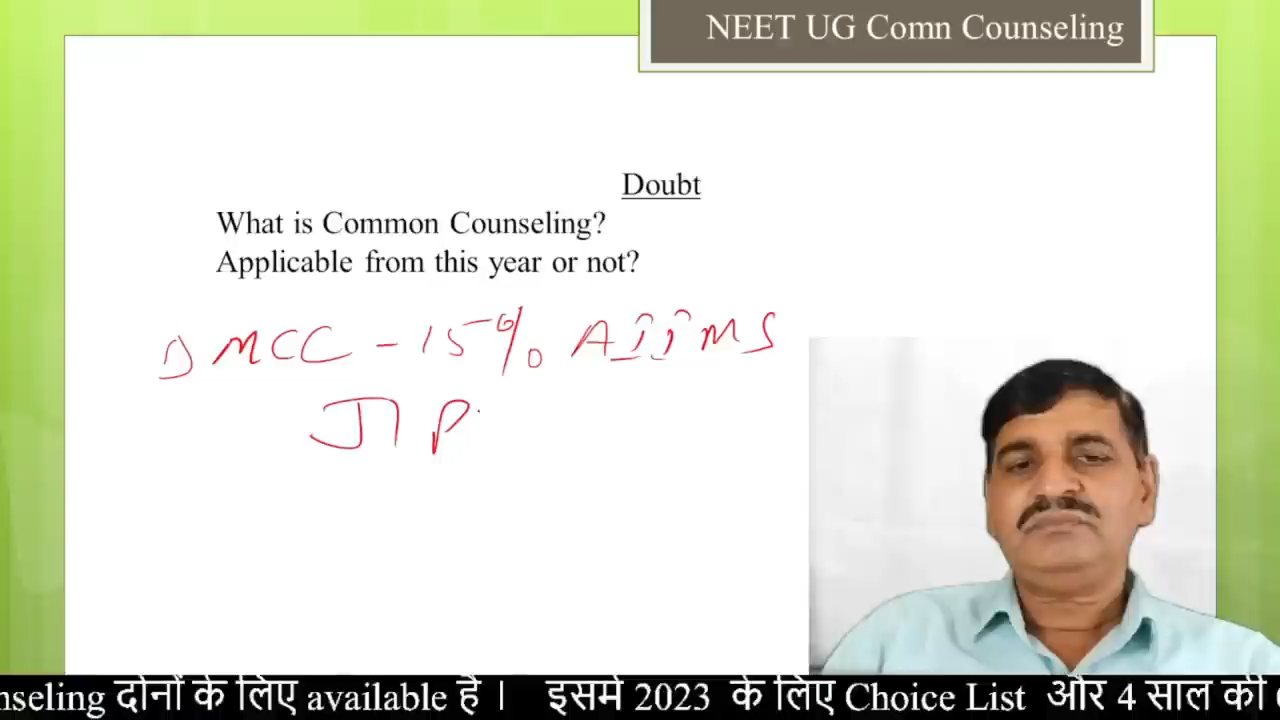 NEET UG Comn Counseling
Doubt
What is Common Counseling?
Applicable from this year or not?
1) MCC - 15% AIIMS
JIP
nseling दोनों के लिए available है । इसमे 2023 के लिए Choice List और 4 साल की